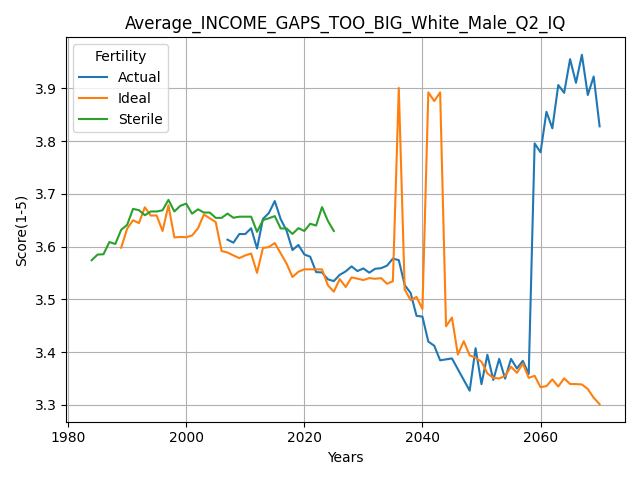 Average_INCOME_GAPS_TOO_BIG_White_Male_Q2_IQ
Fertility
Actual
Ideal
Sterile
Score(1-5)
3.9
3.8
3.7
3.6
3.5
3.4
3.3
1980
2000
2020
2040
2060
Years